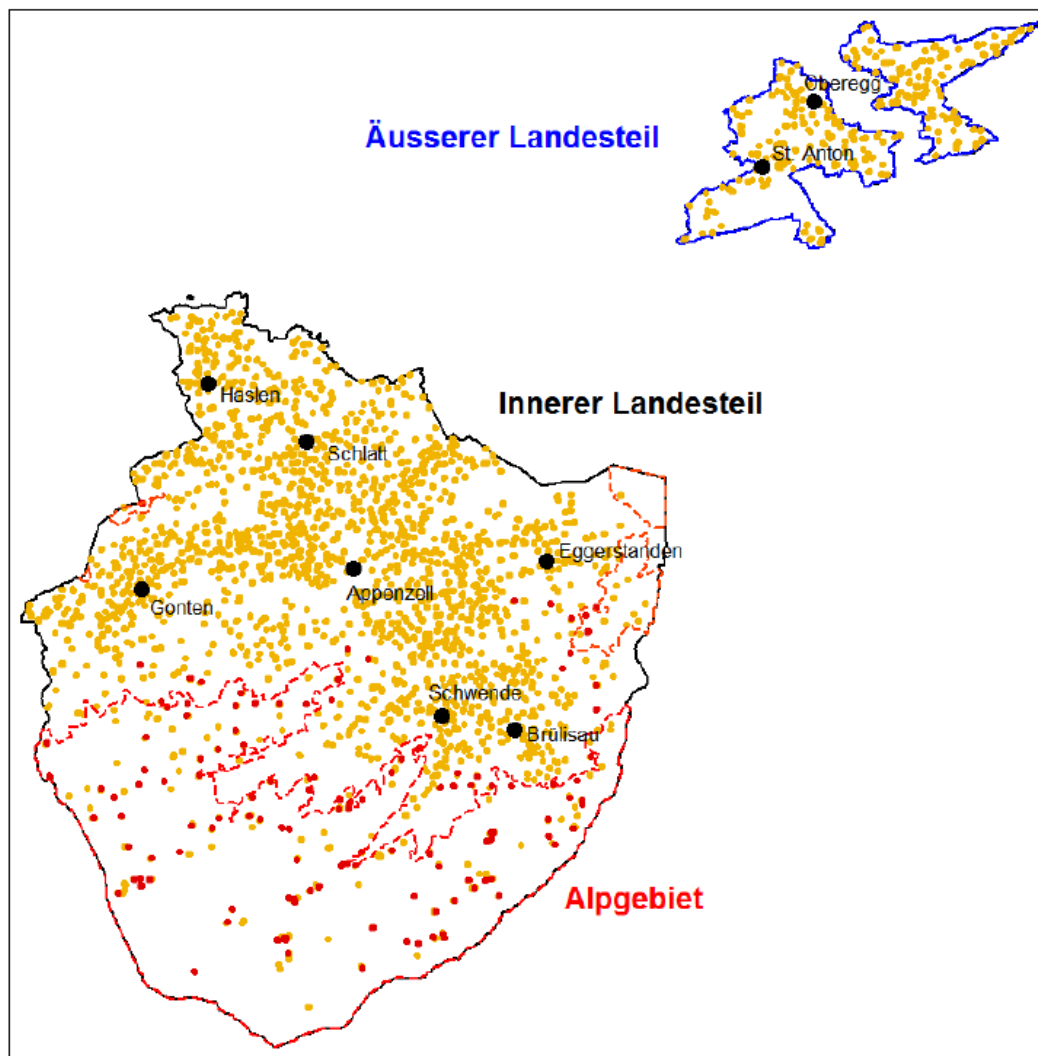 Oberegg
Äusserer Landesteil
St. Anton
Haslen
Innerer Landesteil
Schlatt
Eggerstanden
Appenzell
Gonten
Schwende
Brülisau
Alpgebiet